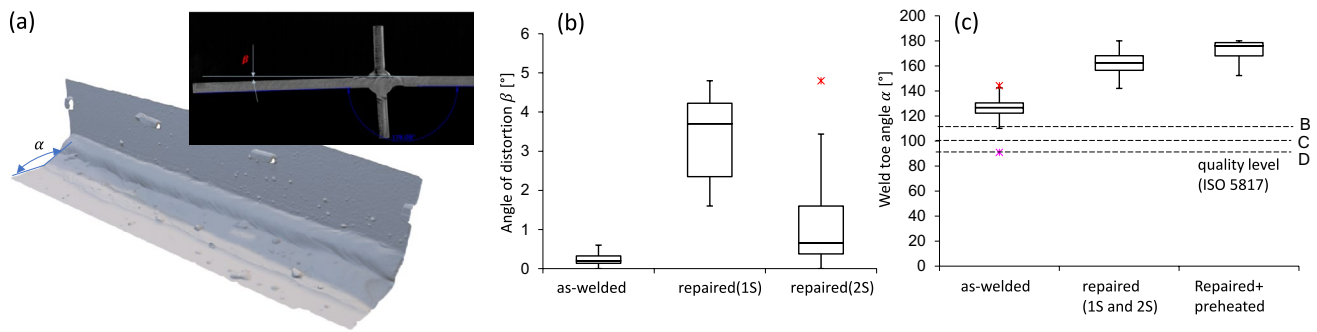 (a)
β
α
(b)
Angle of distortion β [°]
6
5
4
3
2
1
0
as-welded
repaired(1S)
repaired(2S)
(c)
Weld toe angle α [°]
200
180
160
140
120
100
80
60
40
20
0
B
C
D
quality level
(ISO 5817)
as-welded
repaired
(1S and 2S)
Repaired+
preheated